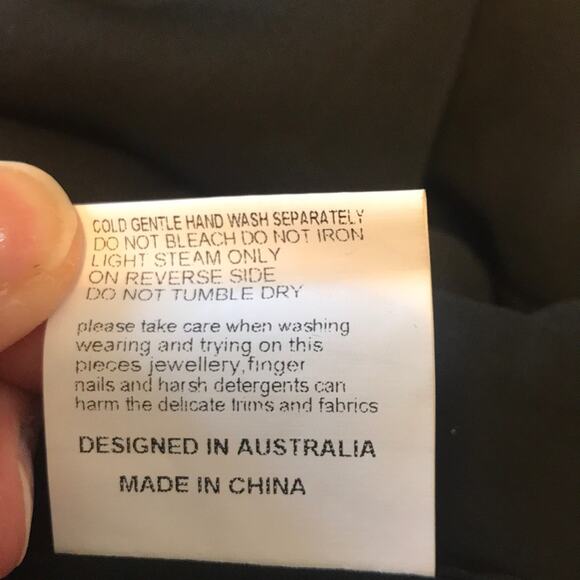 COLD GENTLE HAND WASH SEPARATELY
DO NOT BLEACH DO NOT IRON
LIGHT STEAM ONLY
ON REVERSE SIDE
DO NOT TUMBLE DRY
please take care when washing
wearing and trying on this
pieces jewellery,finger
nails and harsh detergents can
harm the delicate trims and fabrics
DESIGNED IN AUSTRALIA
MADE IN CHINA